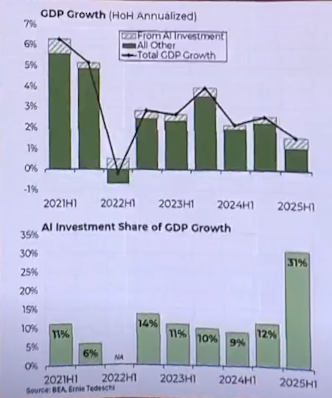 GDP Growth (HoH Annualized)
7%
6%
5%
4%
3%
2%
1%
0%
-1%
From AI Investment
All Other
Total GDP Growth
2021H1 2022H1 2023H1 2024H1 2025H1
AI Investment Share of GDP Growth
35%
30%
25%
20%
15%
10%
5%
0%
11% 6% NA 14% 11% 10% 9% 12% 31%
2021H1 2022H1 2023H1 2024H1 2025H1
Source: BEA, Ernie Tedeschi